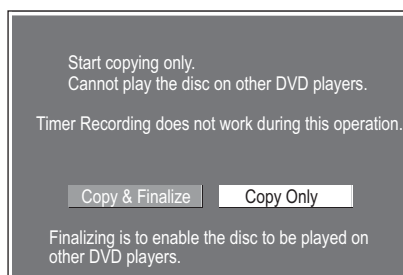 Start copying only.
Cannot play the disc on other DVD players.
Timer Recording does not work during this operation.
Copy & Finalize
Copy Only
Finalizing is to enable the disc to be played on
other DVD players.